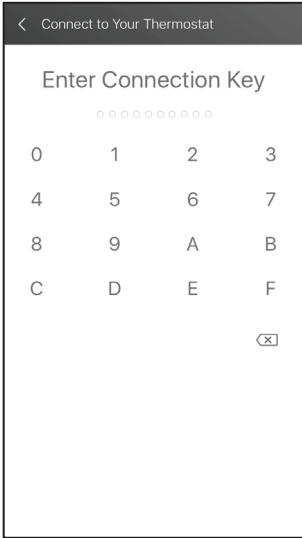 Connect to Your Thermostat
Enter Connection Key
0 1 2 3
4 5 6 7
8 9 A B
C D E F